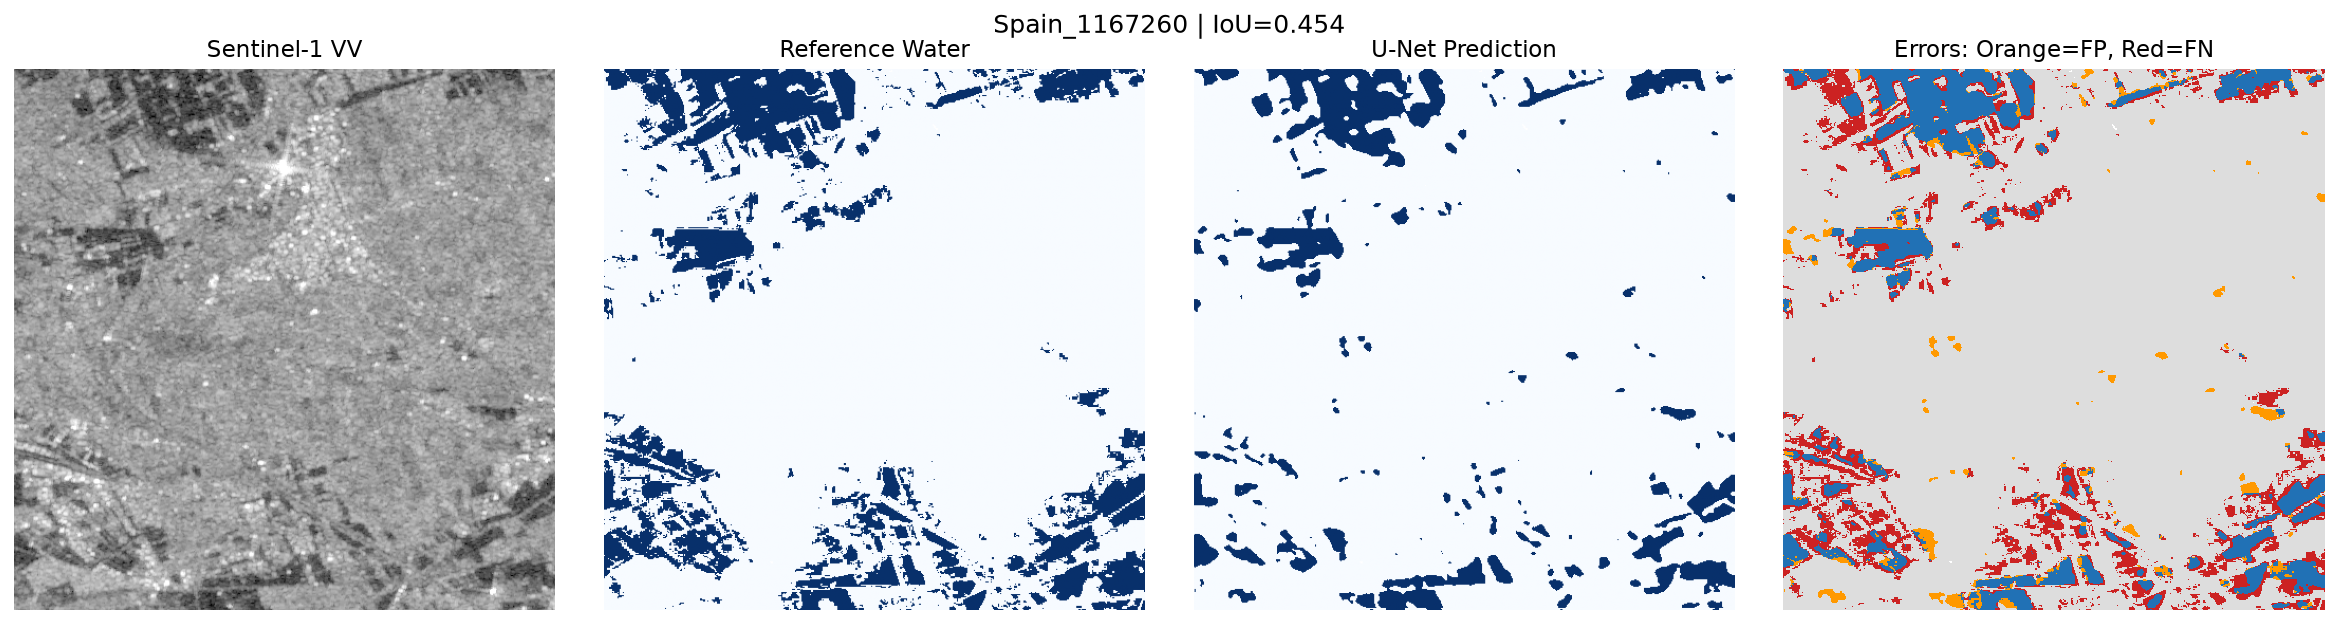 Spain_1167260 | IoU=0.454
Sentinel-1 VV
Reference Water
U-Net Prediction
Errors: Orange=FP, Red=FN